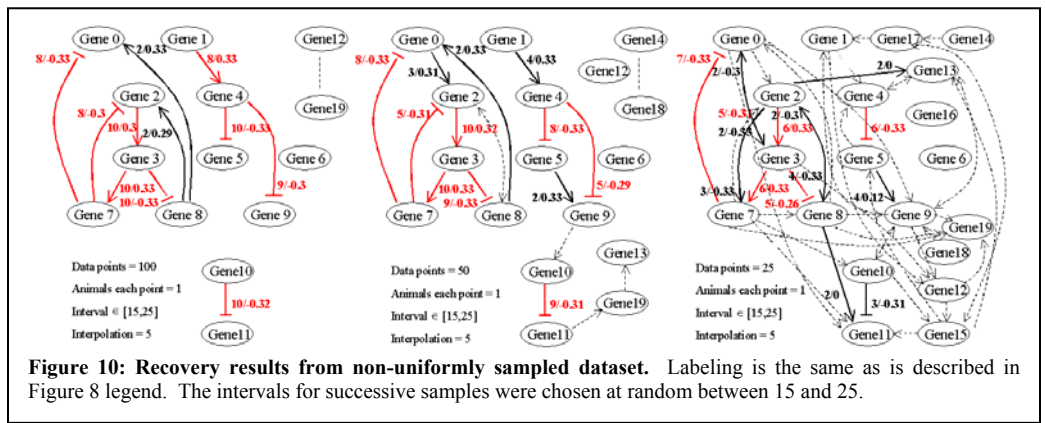 Gene 0
Gene 1
Gene12
8/-0.33
2/0.33
8/0.33
Gene 2
Gene 4
Gene19
8/-0.3
10/0.3
2/0.29
10/-0.33
Gene 3
Gene 5
Gene 6
10/0.33
10/-0.33
9/-0.3
Gene 7
Gene 8
Gene 9
Data points = 100
Animals each point = 1
Interval ∈ [15,25]
Interpolation = 5
Gene10
10/-0.32
Gene11
Gene 0
Gene 1
Gene14
8/-0.33
2/0.33
4/0.33
3/0.31
Gene12
Gene 2
Gene 4
Gene18
5/-0.31
10/0.32
8/-0.33
Gene 3
Gene 5
Gene 6
10/0.33
9/-0.33
2/0.33
5/-0.29
Gene 7
Gene 8
Gene 9
Gene13
Data points = 50
Animals each point = 1
Interval ∈ [15,25]
Interpolation = 5
Gene10
9/-0.31
Gene19
Gene11
Gene 0
Gene 1
Gene17
Gene14
7/-0.33
2/-0.3
2/0
Gene13
Gene 2
Gene 4
5/-0.31
2/-0.31
Gene16
2/-0.33
6/0.33
6/-0.33
Gene 3
Gene 5
Gene 6
4/-0.33
3/-0.33
6/0.33
5/-0.26
4/0.12
Gene 7
Gene 8
Gene 9
Gene19
Gene18
Data points = 25
Animals each point = 1
Interval ∈ [15,25]
Interpolation = 5
Gene10
Gene12
2/0
3/-0.31
Gene11
Gene15
Figure 10: Recovery results from non-uniformly sampled dataset. Labeling is the same as is described in
Figure 8 legend. The intervals for successive samples were chosen at random between 15 and 25.